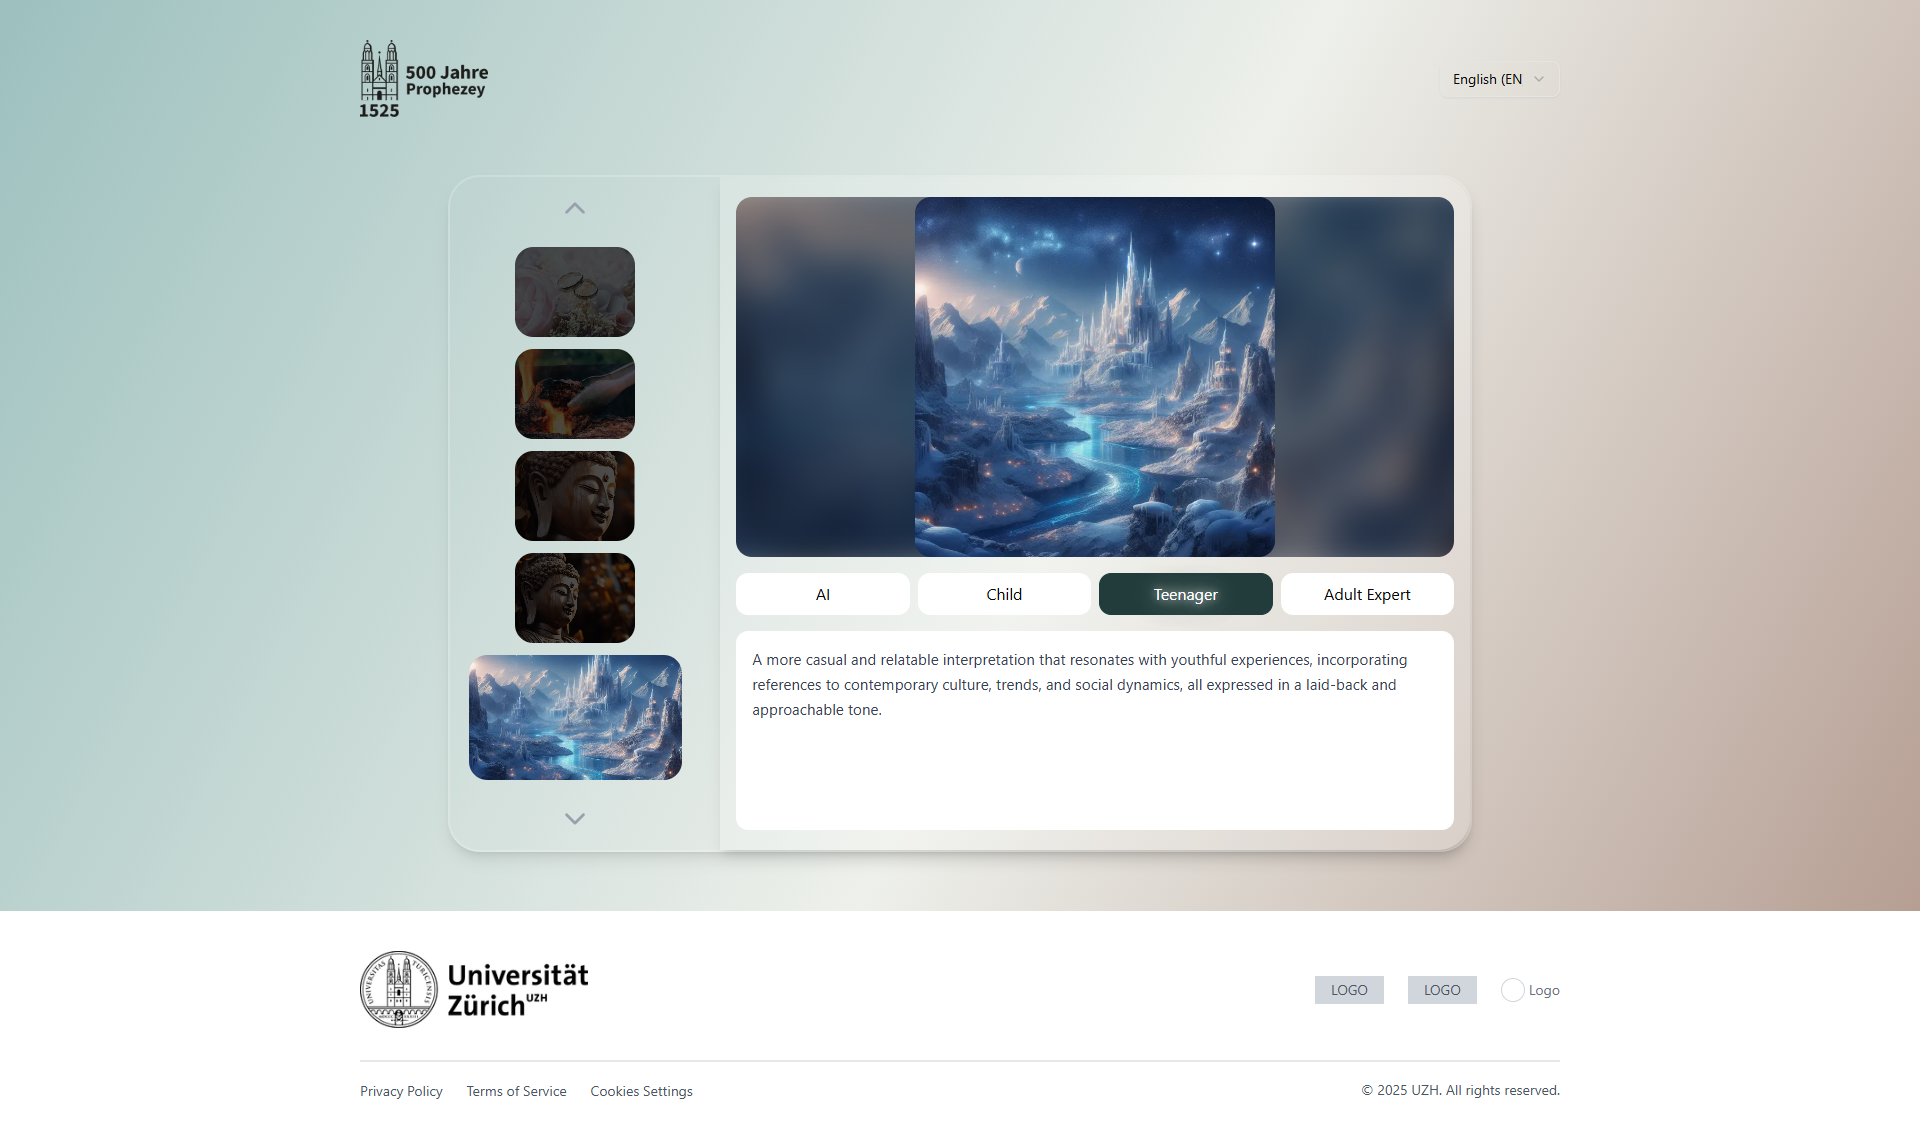 500 Jahre
Prophezey
1525
English (EN
AI
Child
Teenager
Adult Expert
A more casual and relatable interpretation that resonates with youthful experiences, incorporating
references to contemporary culture, trends, and social dynamics, all expressed in a laid-back and
approachable tone.
UNIVERSITAS TURICENSIS
Universität
Zürich UZH
LOGO
LOGO
Logo
Privacy Policy
Terms of Service
Cookies Settings
© 2025 UZH. All rights reserved.